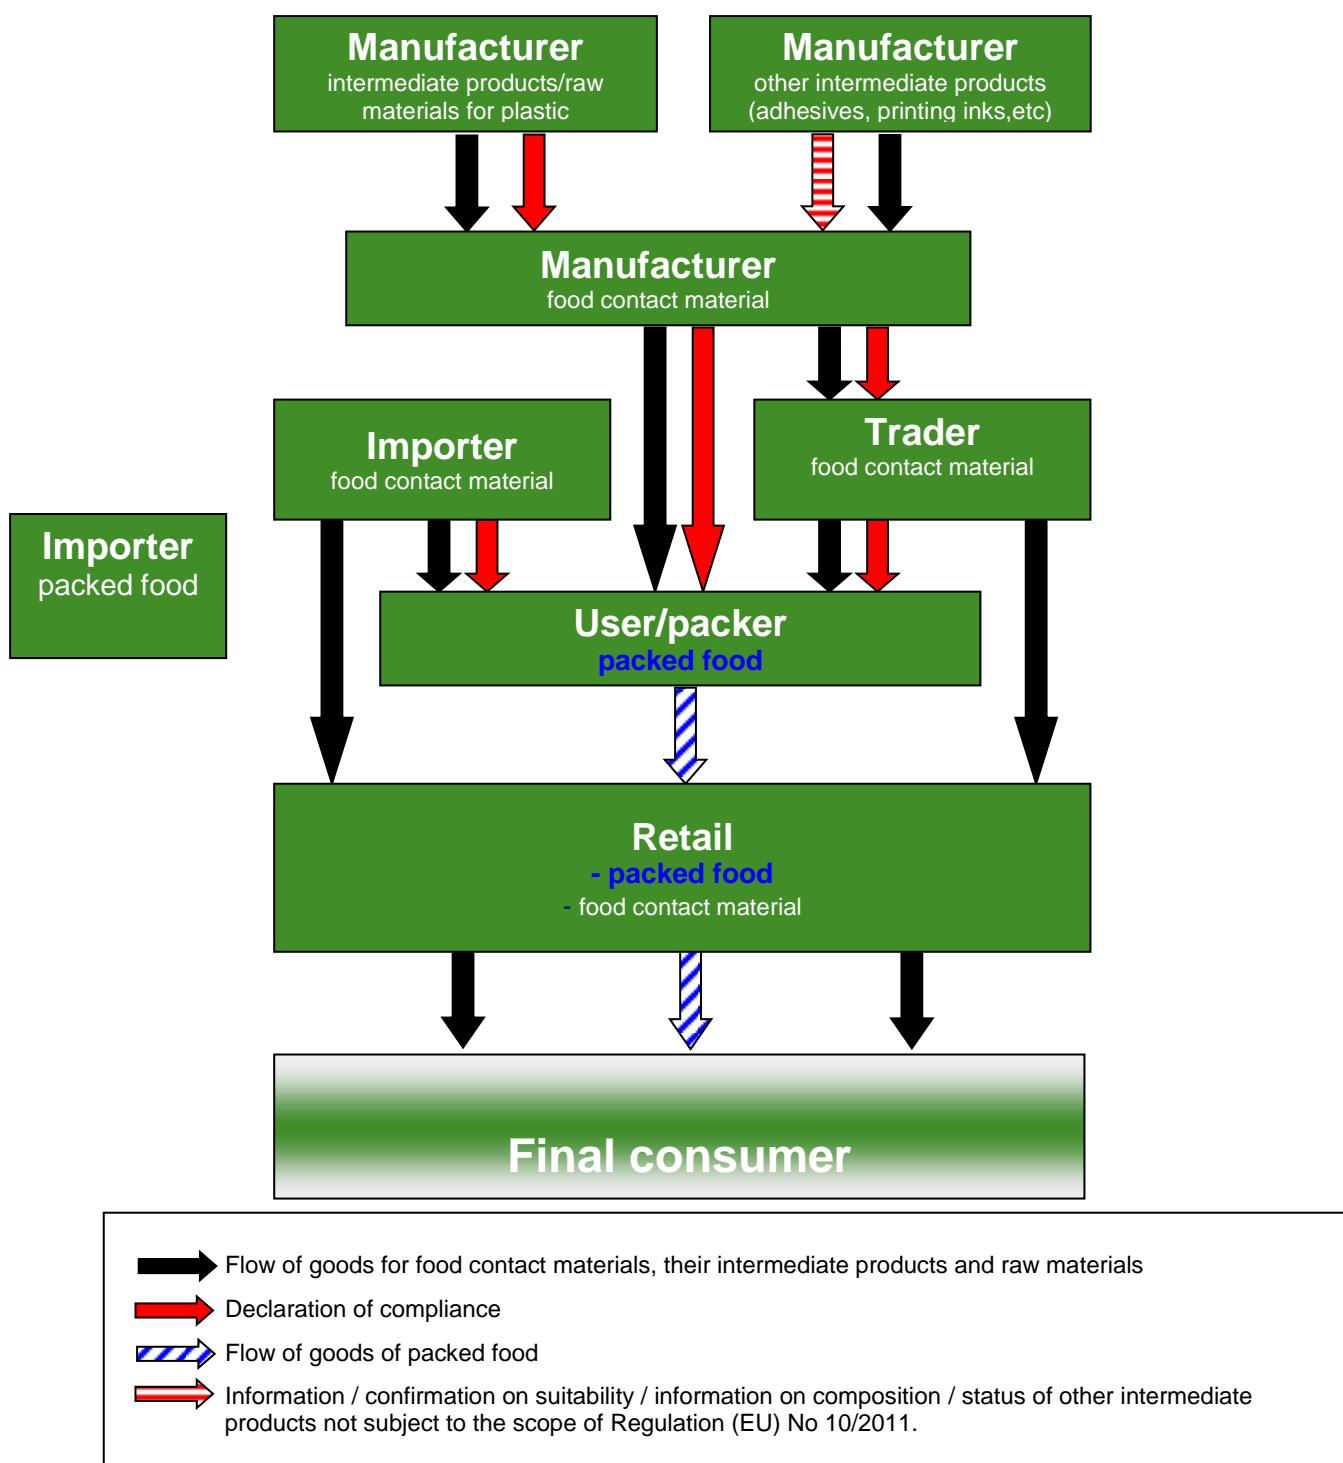 Manufacturer
intermediate products/raw
materials for plastic
Manufacturer
other intermediate products
(adhesives, printing inks,etc)
Manufacturer
food contact material
Importer
food contact material
Trader
food contact material
Importer
packed food
User/packer
packed food
Retail
- packed food
- food contact material
Final consumer
Flow of goods for food contact materials, their intermediate products and raw materials
Declaration of compliance
Flow of goods of packed food
Information / confirmation on suitability / information on composition / status of other intermediate
products not subject to the scope of Regulation (EU) No 10/2011.